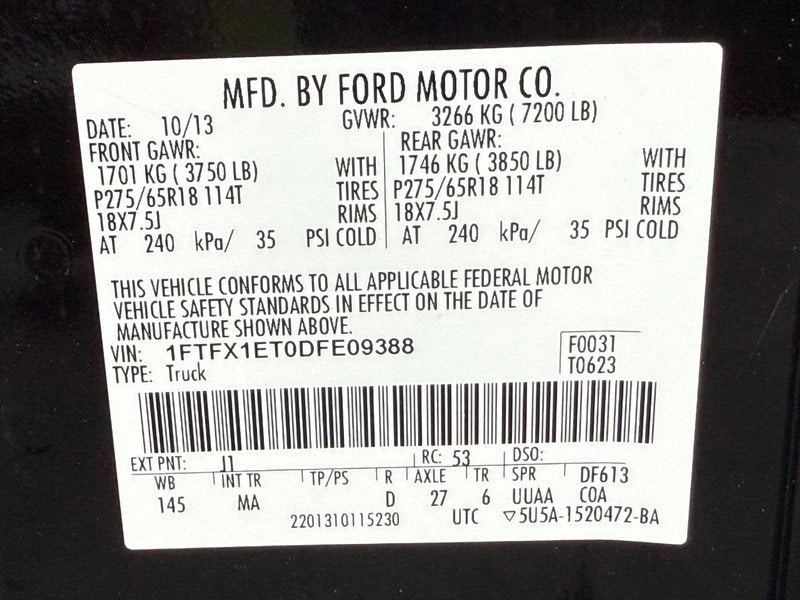 MFD. BY FORD MOTOR CO.
DATE: 10/13 GVWR: 3266 KG ( 7200 LB)
FRONT GAWR: REAR GAWR:
1701 KG ( 3750 LB) WITH 1746 KG ( 3850 LB) WITH
P275/65R18 114T TIRES P275/65R18 114T TIRES
18X7.5J RIMS 18X7.5J RIMS
AT 240 kPa/ 35 PSI COLD AT 240 kPa/ 35 PSI COLD
THIS VEHICLE CONFORMS TO ALL APPLICABLE FEDERAL MOTOR
VEHICLE SAFETY STANDARDS IN EFFECT ON THE DATE OF
MANUFACTURE SHOWN ABOVE.
VIN: 1FTFX1ET0DFE09388 F0031
TYPE: Truck T0623
EXT PNT: J1 RC: 53 DSO:
WB INT TR TP/PS R AXLE TR SPR DF613
145 MA D 27 6 UUAA COA
2201310115230 UTC ▽5U5A-1520472-BA